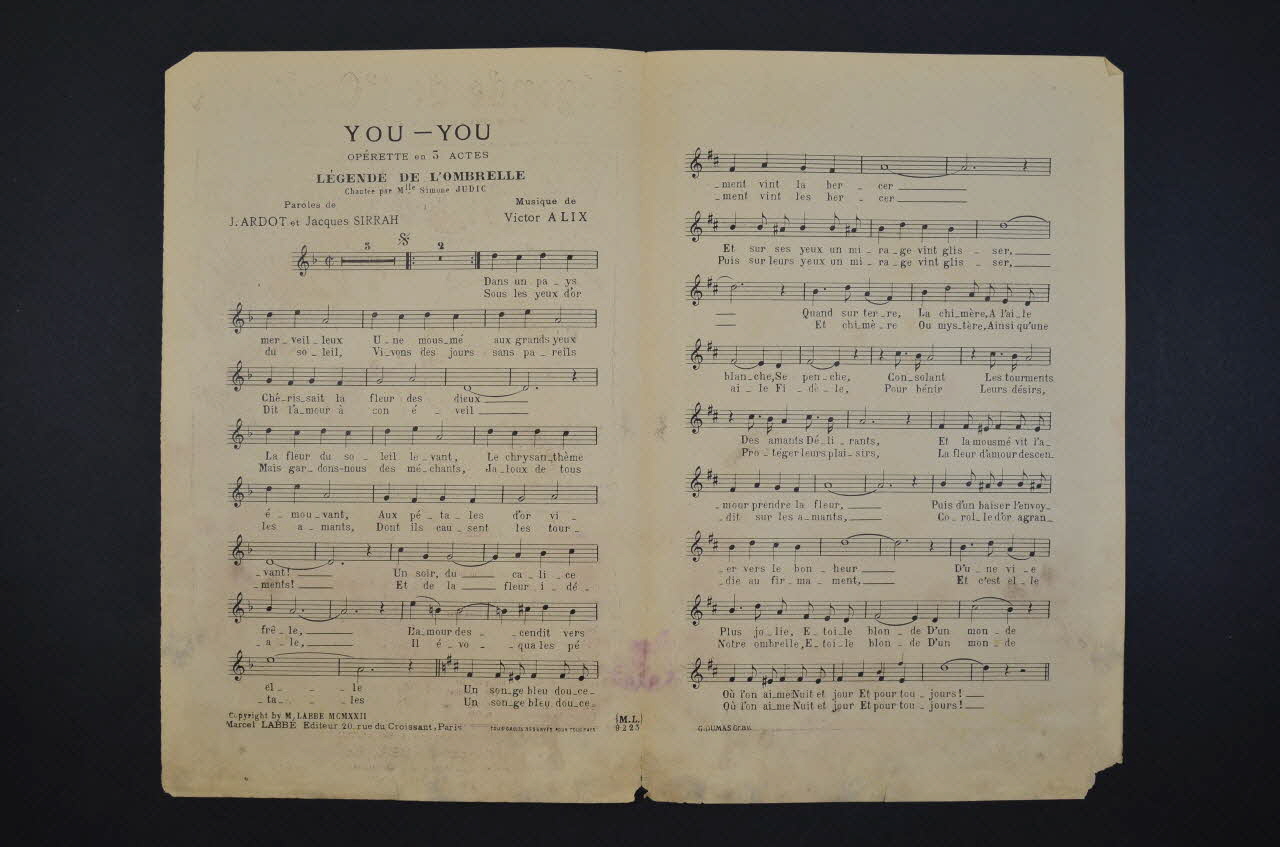 YOU — YOU
OPÉRETTE en 3 ACTES
LÉGENDE DE L'OMBRELLE
Chantée par Mlle Simone JUDIC
Paroles de
J. ARDOT et Jacques SIRRAH
Musique de
Victor ALIX
3 2
Dans un pa_ys
Sous les yeux d'or
mer_veil_leux U_ne mous_mé aux grands yeux
du so_leil, Vi_vons des jours sans pa_reils
Ché_ris_sait la fleur des dieux
Dit l'a_mour à son é_veil
La fleur du so_leil le_vant, Le chrysan_thème
Mais gar_dons-nous des mé_chants, Ja_loux de tous
é_mou_vant, Aux pé_ta_les d'or vi_
les a_mants, Dont ils cau_sent les tour_
_vant! Un soir, du ca_li_ce
_ments! Et de la fleur i_dé_
frê_le, L'a_mour des_cendit vers
_a_le, Il é_vo_qua les pé
el_le Un son_ge bleu dou_ce_
ta_les Un son_ge bleu dou_ce_
Copyright by M. LABBE MCMXXII
Marcel LABBE Editeur 20, rue du Croissant, Paris
TOUS DROITS RÉSERVÉS POUR TOUS PAYS
M.L.
9223
_ment vint la ber_cer
_ment vint les ber_cer
Et sur ses yeux un mi_ra_ge vint glis_ser,
Puis sur leurs yeux un mi_ra_ge vint glis_ser,
Quand sur ter_re, La chi_mère, A l'ai_le
Et chi_mè_re Ou mys_tère, Ainsi qu'une
blan_che, Se pen_che, Con_solant Les tourments
ai_le Fi_dè_le, Pour bénir Leurs désirs,
Des amants Dé_li_rants, Et la mousmé vit l'a_
Pro_téger leurs plai_sirs, La fleur d'amour descen_
_mour prendre la fleur, Puis d'un baiser l'envoy_
_dit sur les a_mants, Co_rol_le d'or agran_
_er vers le bon_heur D'u_ne vi_e
_die au fir_ma_ment, Et c'est el_le
Plus jo_lie, E_toi_le blon_de D'un mon_de
Notre ombrelle, E_toi_le blon_de D'un mon_de
Où l'on ai_me Nuit et jour Et pour tou_jours!
Où l'on ai_me Nuit et jour Et pour tou_jours!
G. DUMAS Gr.